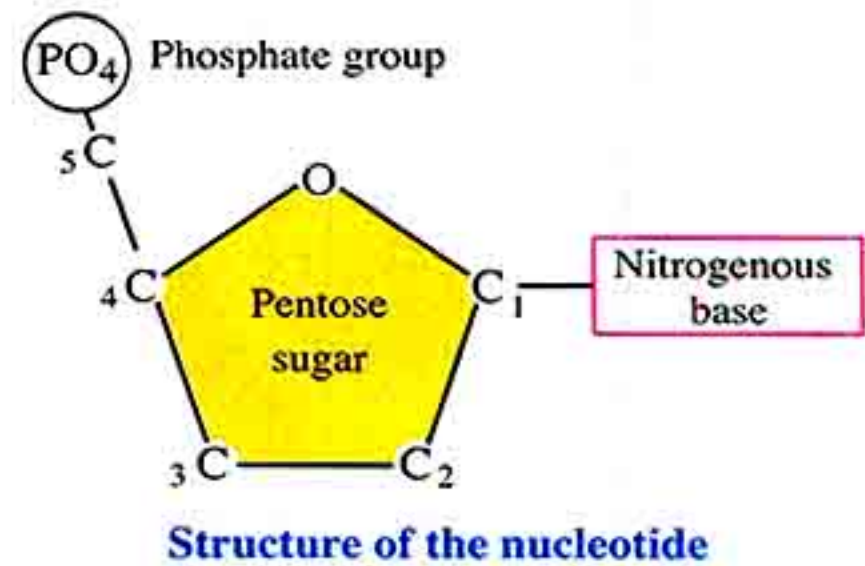 PO₄ Phosphate group
₅C
O
₄C
Pentose
sugar
C₁
Nitrogenous
base
₃C
C₂
Structure of the nucleotide